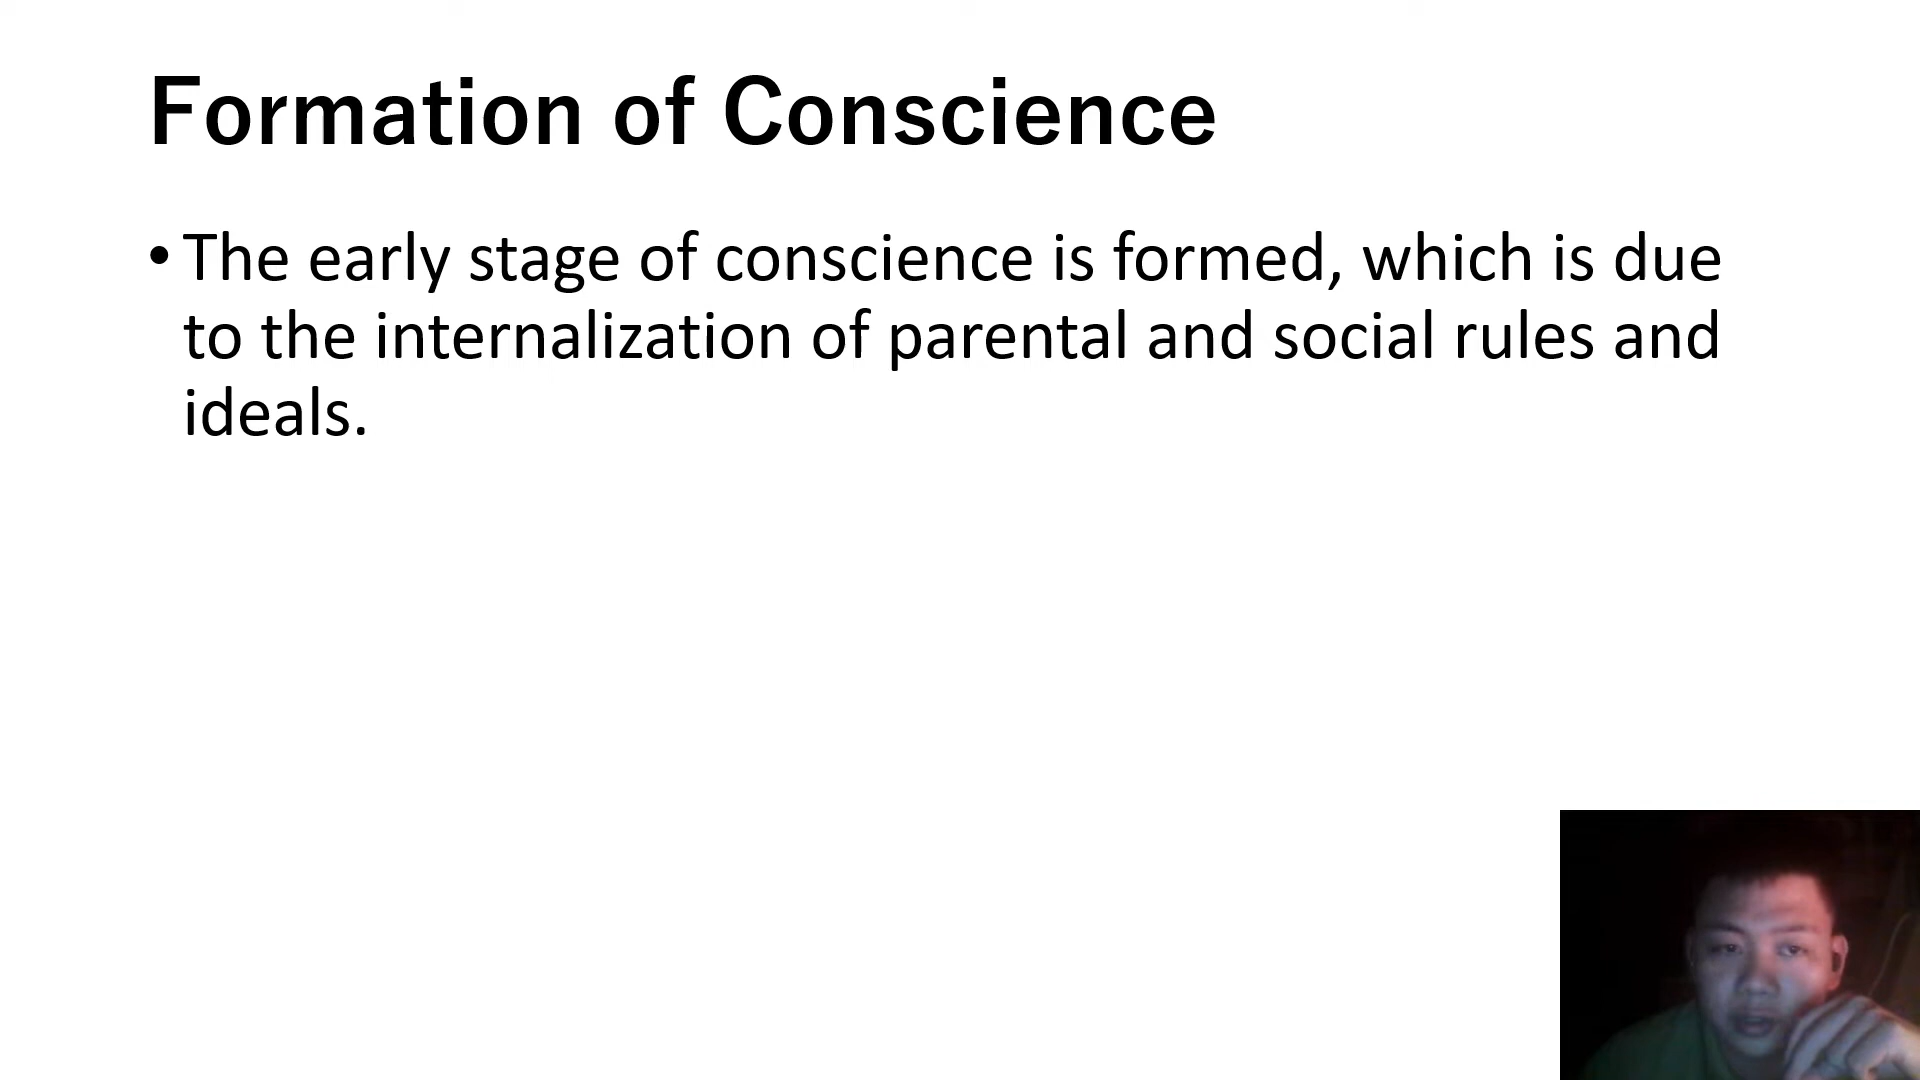 Formation of Conscience
• The early stage of conscience is formed, which is due
to the internalization of parental and social rules and
ideals.